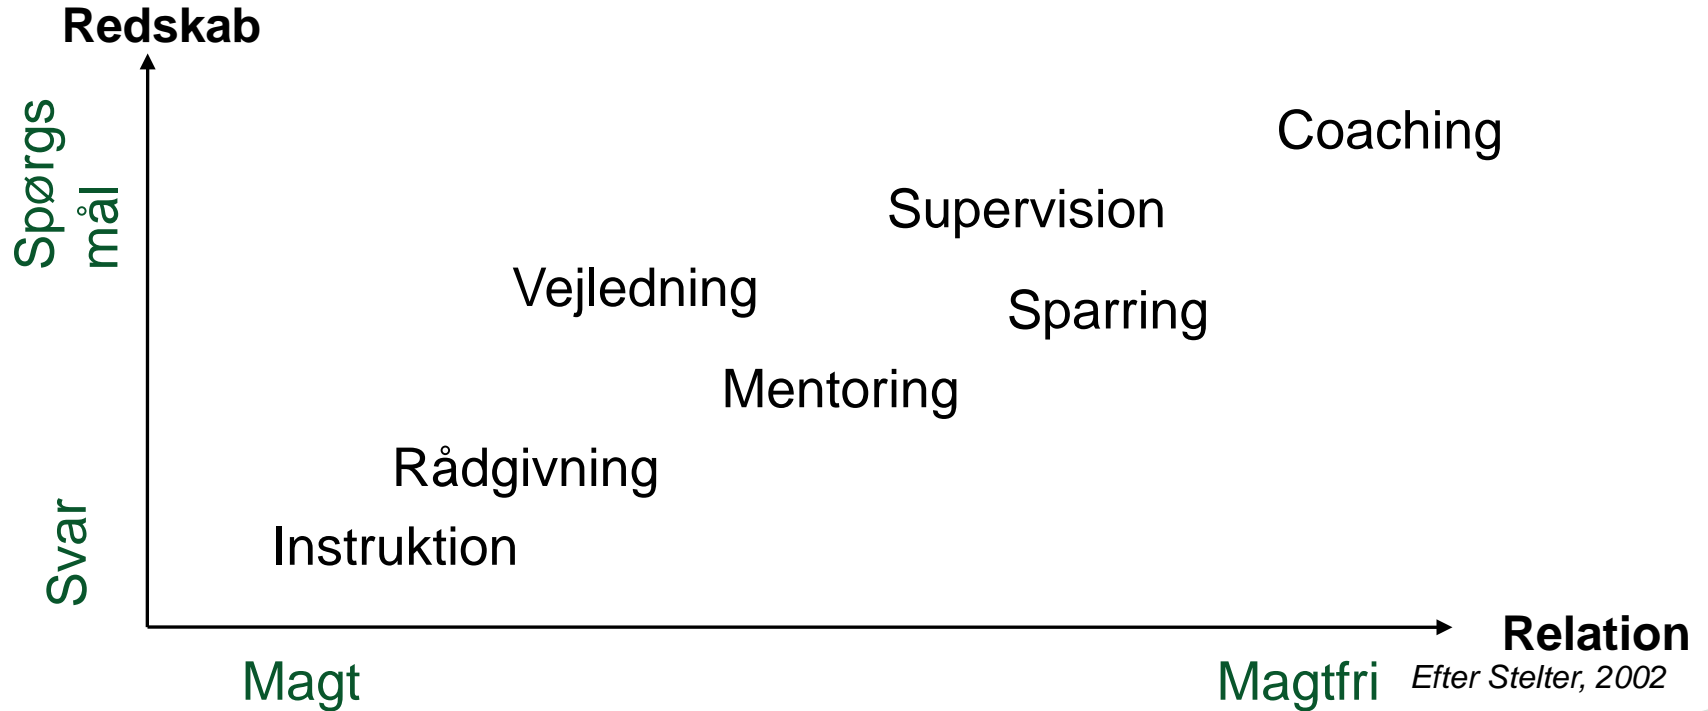 Redskab
Spørgs
mål
Coaching
Supervision
Vejledning
Sparring
Mentoring
Rådgivning
Svar
Instruktion
Relation
Magt
Magtfri
Efter Stelter, 2002